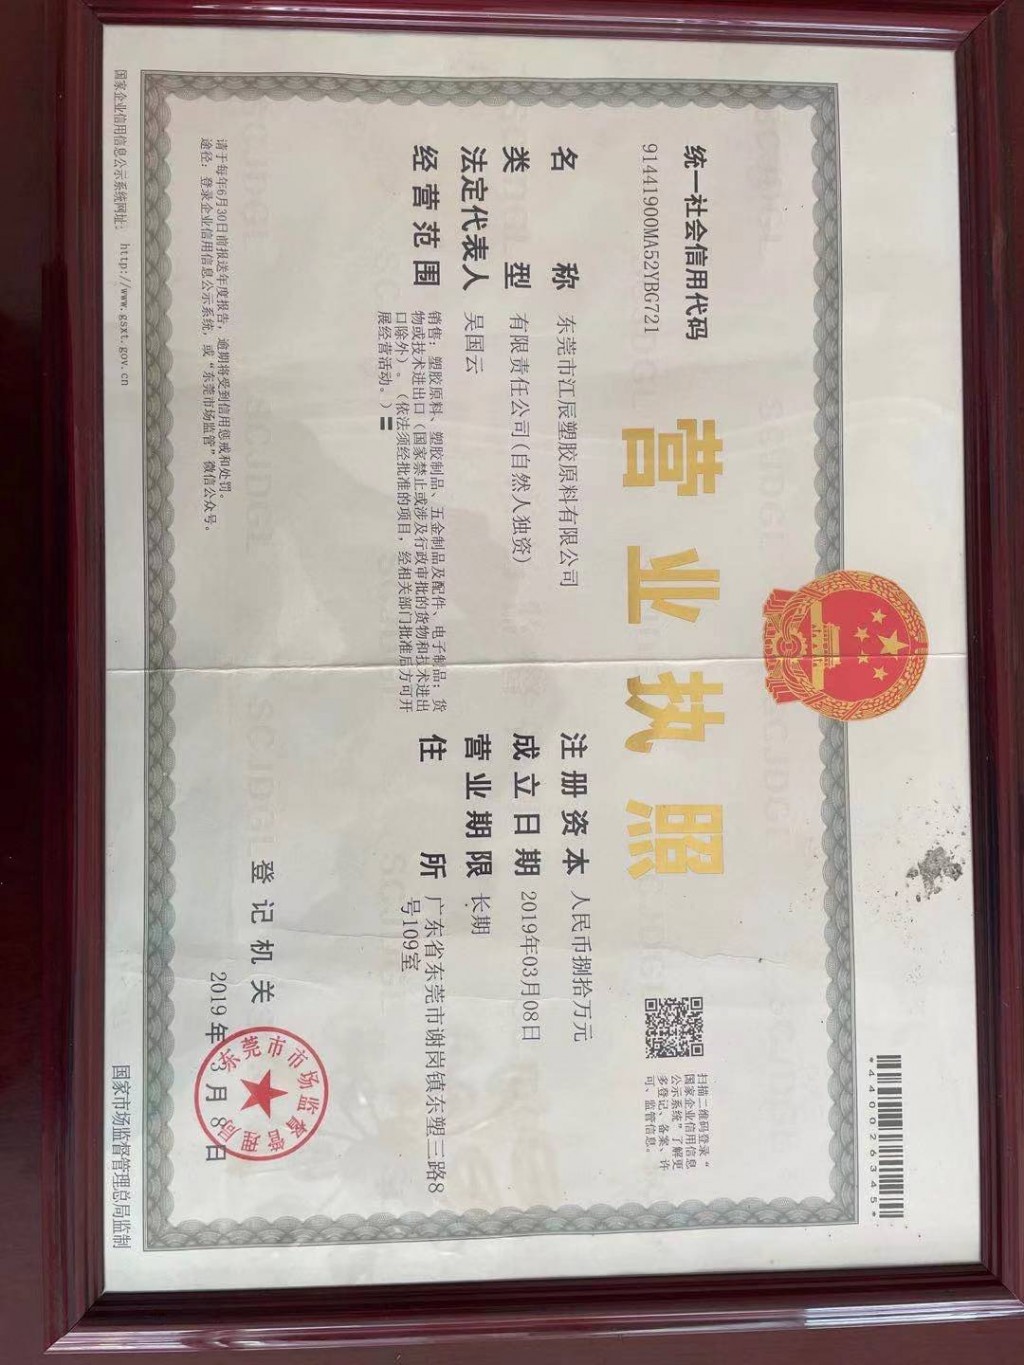 *440026345*
统一社会信用代码
91441900MA52YBG721
营业执照
扫描二维码登录“
国家企业信用信息
公示系统”了解更
多登记、备案、许
可、监管信息。
名称 东莞市江辰塑胶原料有限公司
类型 有限责任公司(自然人独资)
法定代表人 吴国云
经营范围 销售：塑胶原料、塑胶制品、五金制品及配件、电子制品；货
物或技术进出口（国家禁止或涉及行政审批的货物和技术进出
口除外）。（依法须经批准的项目，经相关部门批准后方可开
展经营活动。）
注册资本 人民币捌拾万元
成立日期 2019年03月08日
营业期限 长期
住所 广东省东莞市谢岗镇东塑三路8
号109室
登记机关
东莞市市场监督管理局
2019年3月8日
请于每年6月30日前报送年度报告，逾期将受到信用惩戒和处罚。
途径：登录企业信用信息公示系统，或“东莞市场监管”微信公众号。
国家企业信用信息公示系统网址： http://www.gsxt.gov.cn
国家市场监督管理总局监制